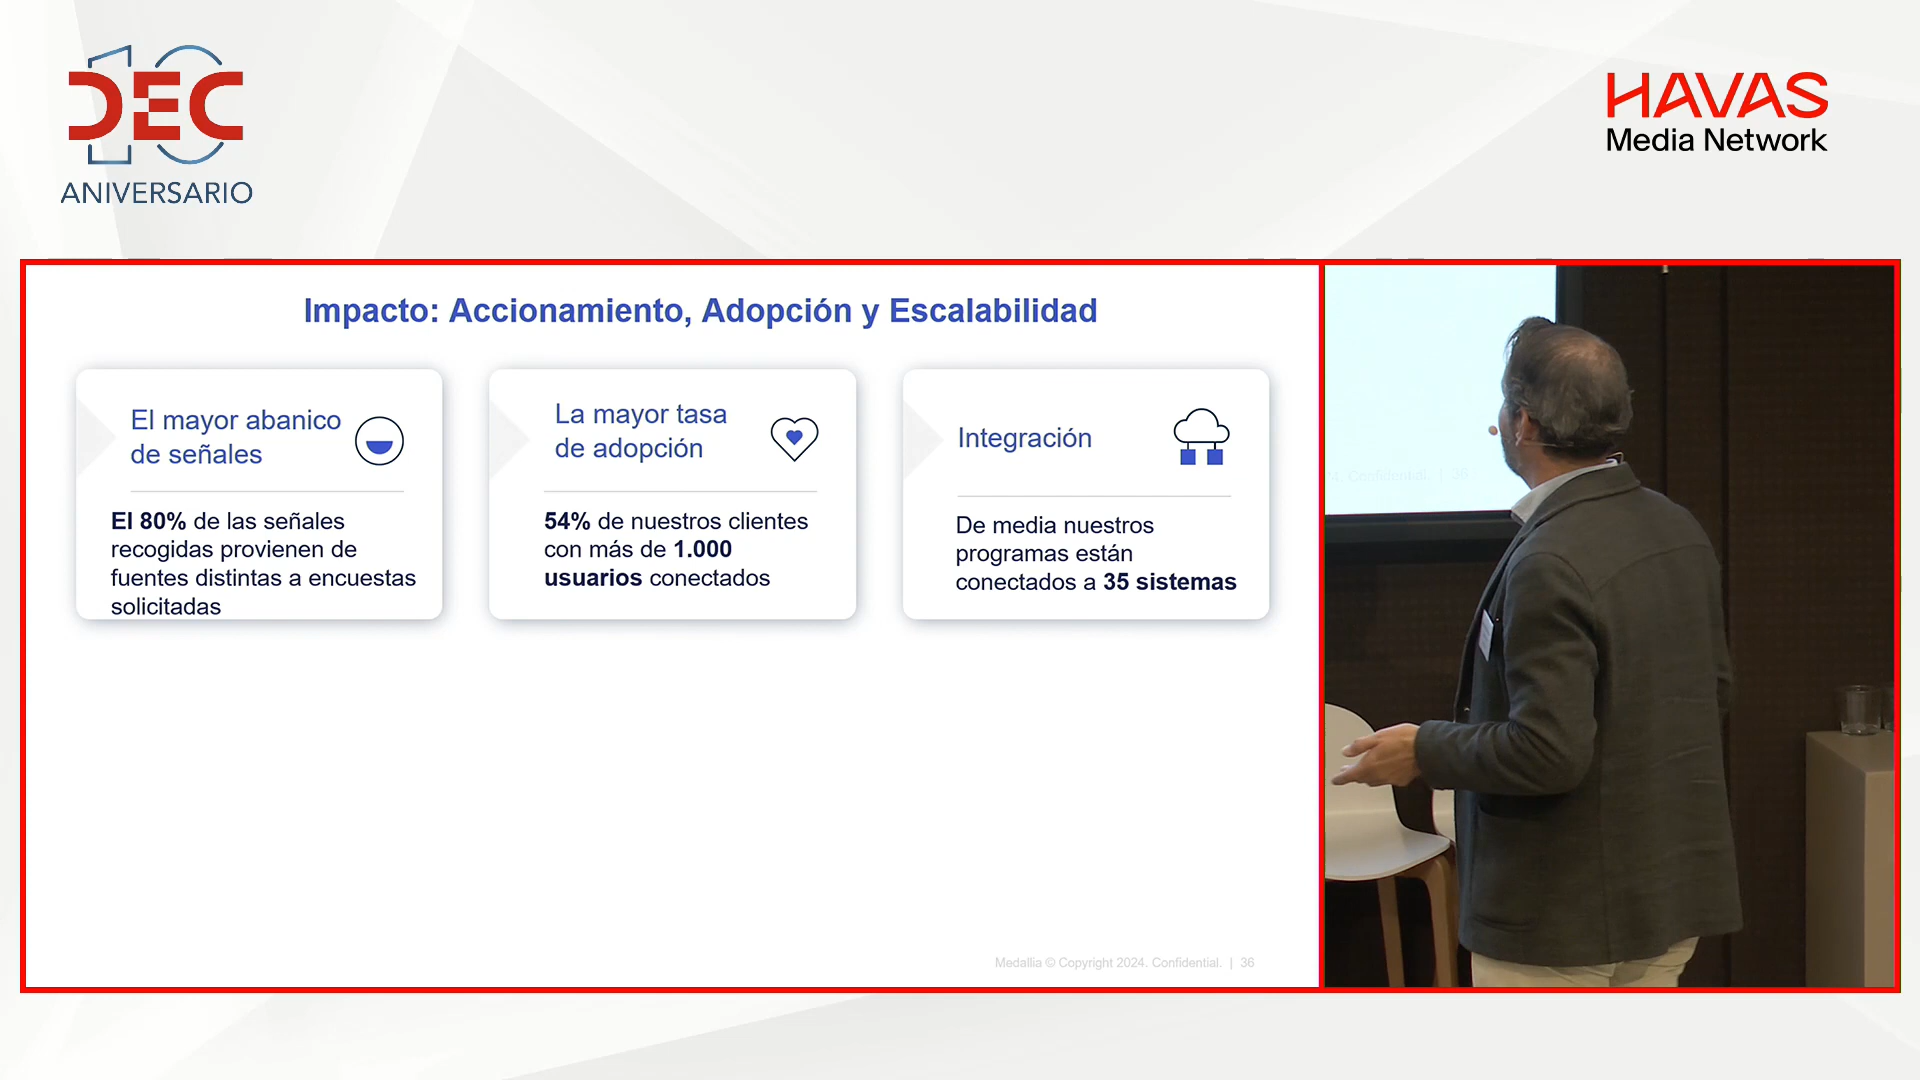 DEC
10
ANIVERSARIO
HAVAS
Media Network
Impacto: Accionamiento, Adopción y Escalabilidad
El mayor abanico
de señales
El 80% de las señales
recogidas provienen de
fuentes distintas a encuestas
solicitadas
La mayor tasa
de adopción
54% de nuestros clientes
con más de 1.000
usuarios conectados
Integración
De media nuestros
programas están
conectados a 35 sistemas
Medallia © Copyright 2024. Confidential. | 36
Confidential. | 36